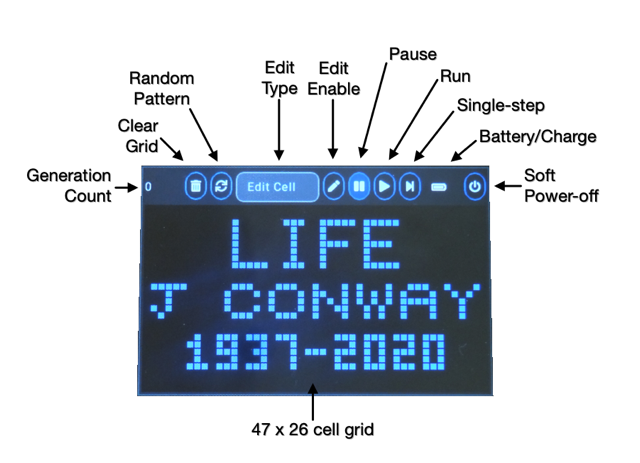 Pause
Edit Type
Edit Enable
Random Pattern
Run
Single-step
Clear Grid
Battery/Charge
Generation Count
0
Edit Cell
Soft Power-off
LIFE
J CONWAY
1937-2020
47 x 26 cell grid